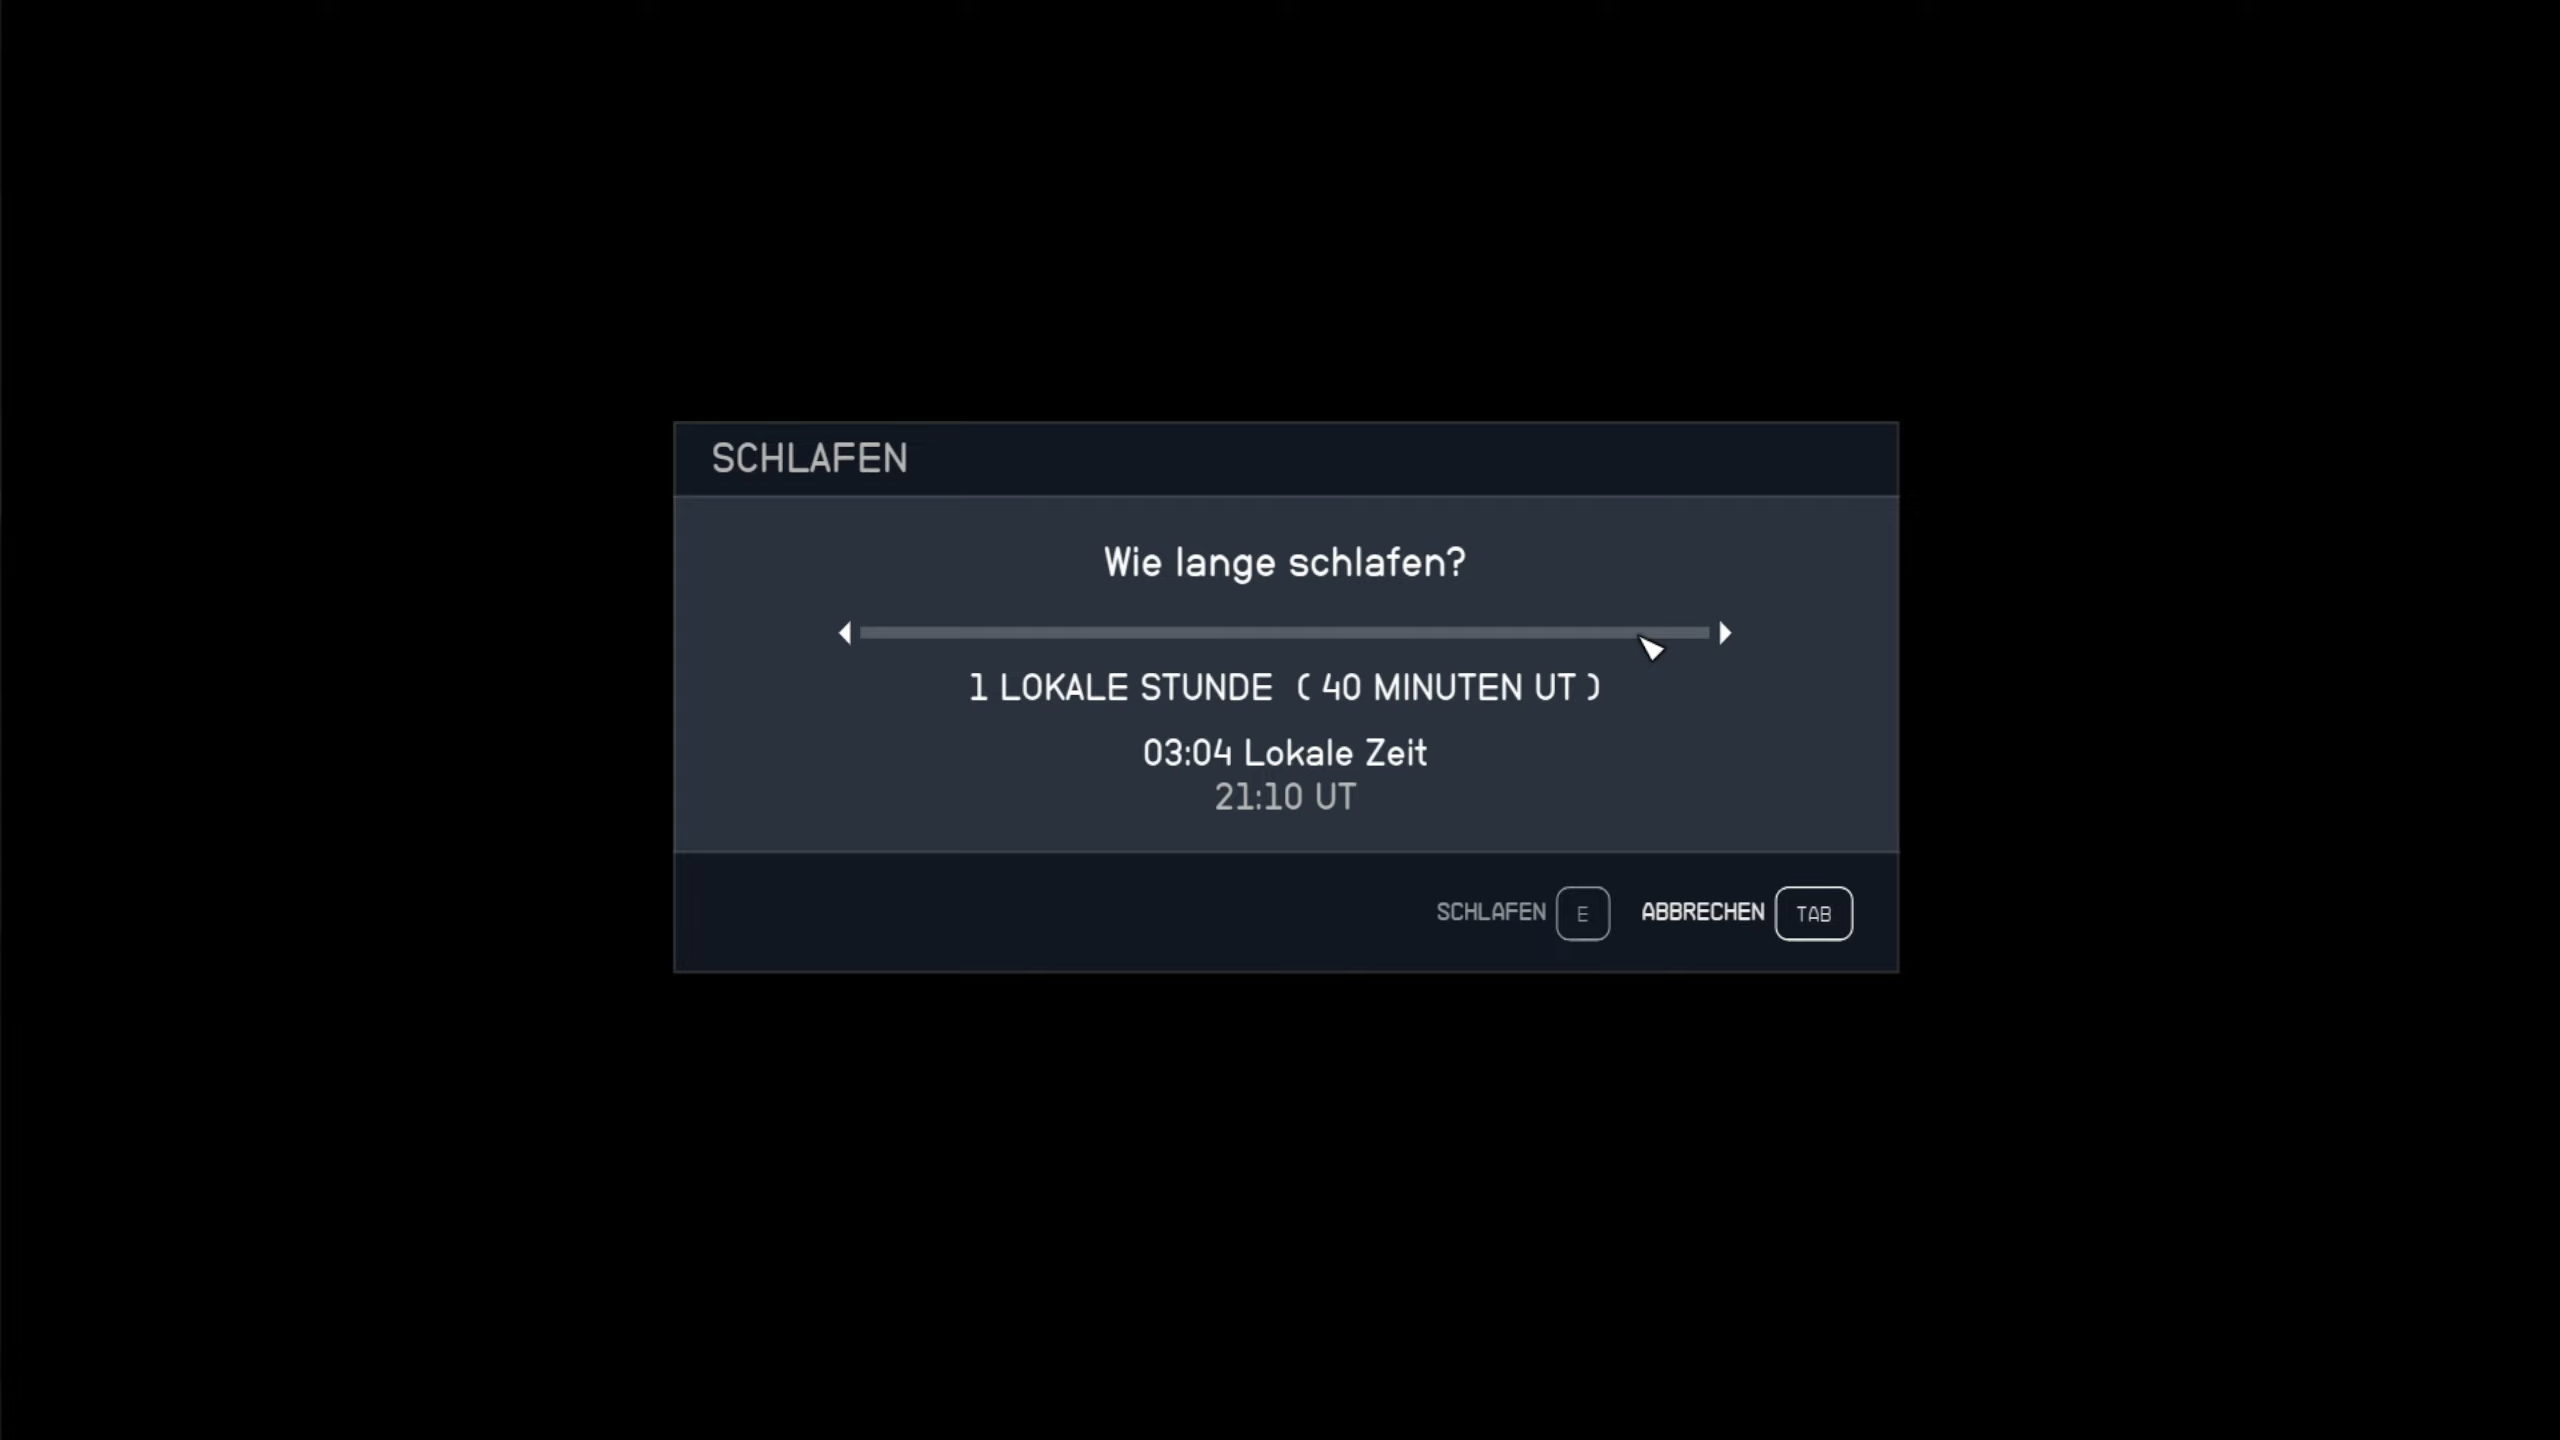 SCHLAFEN
Wie lange schlafen?
1 LOKALE STUNDE ( 40 MINUTEN UT )
03:04 Lokale Zeit
21:10 UT
SCHLAFEN E ABBRECHEN TAB